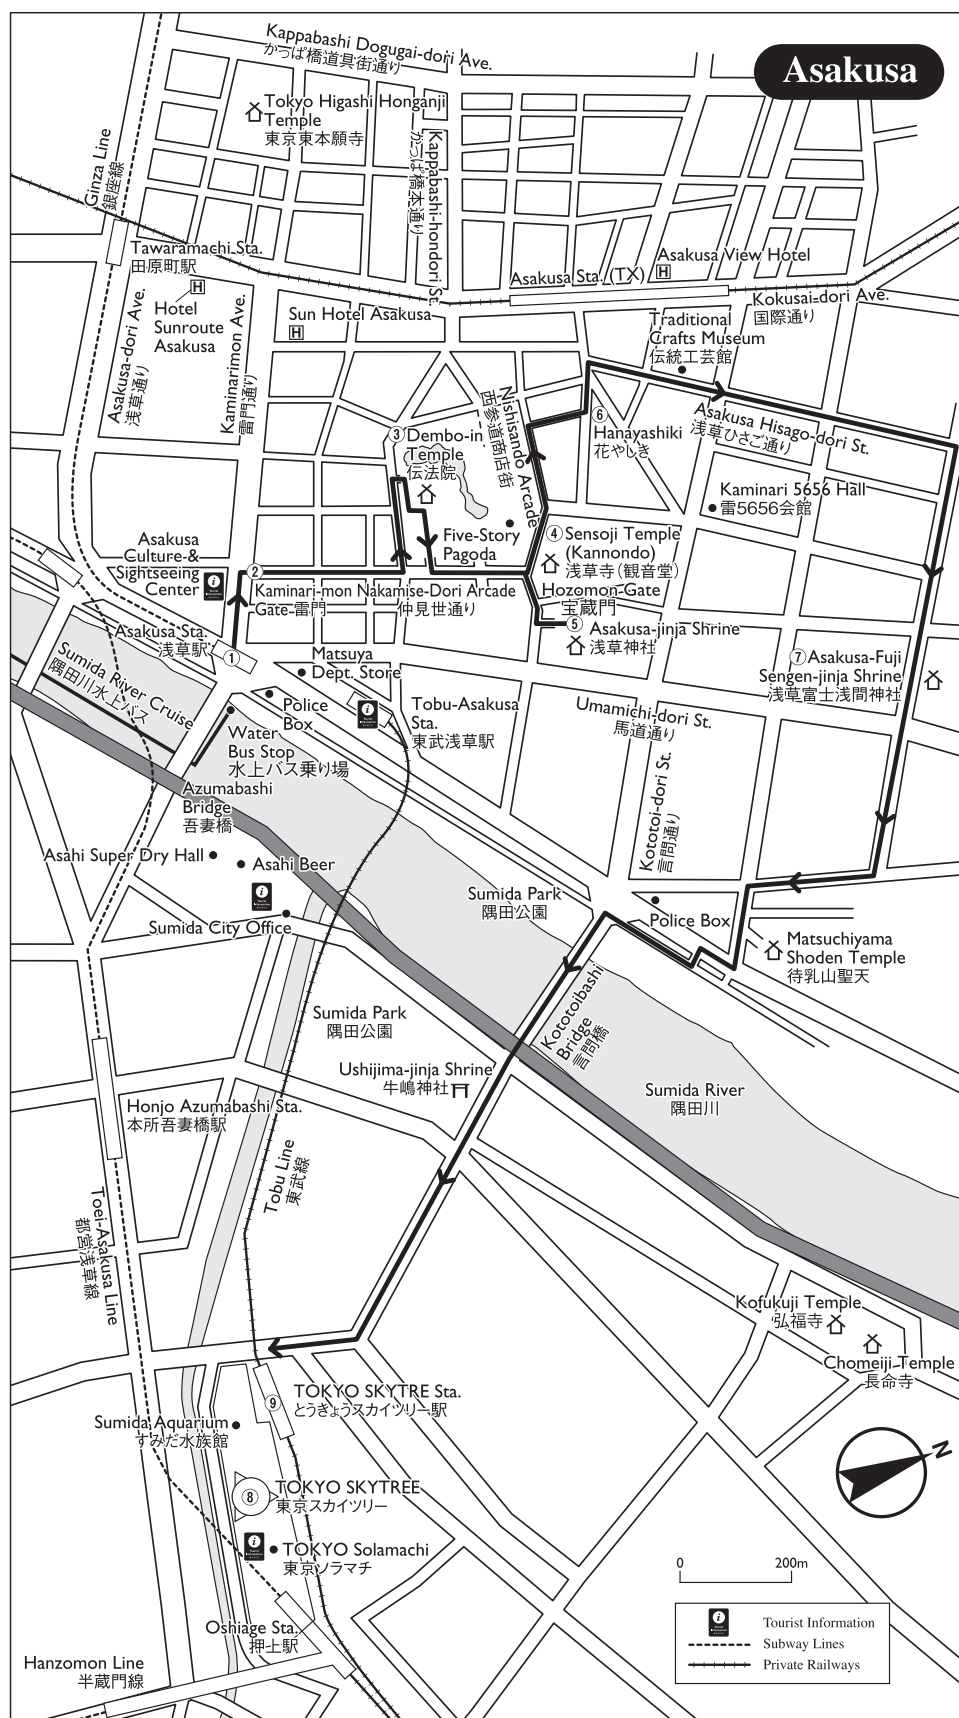 Asakusa
Kappabashi Dogugai-dori Ave.
かっぱ橋道具街通り
Tokyo Higashi Honganji
Temple
東京東本願寺
Kappabashi-hondori St.
かっぱ橋本通り
Ginza Line
銀座線
Tawaramachi Sta.
田原町駅
H
Hotel
Sunroute
Asakusa
Asakusa View Hotel
H
Asakusa Sta. (TX)
Kokusai-dori Ave.
国際通り
Sun Hotel Asakusa
H
Traditional
Crafts Museum
伝統工芸館
Asakusa-dori Ave.
浅草通り
Kaminarimon Ave.
雷門通り
Nishisando Arcade
西参道商店街
③ Dembo-in
Temple
伝法院
⑥
Hanayashiki
花やしき
Asakusa Hisago-dori St.
浅草ひさご通り
Kaminari 5656 Hall
雷5656会館
Five-Story
Pagoda
④ Sensoji Temple
(Kannondo)
浅草寺(観音堂)
Hozomon Gate
宝蔵門
⑤ Asakusa-jinja Shrine
浅草神社
Asakusa
Culture &
Sightseeing
Center
i
②
Kaminari-mon
Gate 雷門
Nakamise-Dori Arcade
仲見世通り
Asakusa Sta.
浅草駅
①
Matsuya
Dept. Store
⑦ Asakusa-Fuji
Sengen-jinja Shrine
浅草富士浅間神社
Sumida River Cruise
隅田川水上バス
Police
Box
i
Tobu-Asakusa
Sta.
東武浅草駅
Umamichi-dori St.
馬道通り
Water
Bus Stop
水上バス乗り場
Kototoi-dori St.
言問通り
Azumabashi
Bridge
吾妻橋
Asahi Super Dry Hall
Asahi Beer
i
Sumida City Office
Sumida Park
隅田公園
Police Box
Matsuchiyama
Shoden Temple
待乳山聖天
Sumida Park
隅田公園
Kototoibashi
Bridge
言問橋
Ushijima-jinja Shrine
牛嶋神社
Sumida River
隅田川
Honjo Azumabashi Sta.
本所吾妻橋駅
Tobu Line
東武線
Toei-Asakusa Line
都営浅草線
Kofukuji Temple
弘福寺
Chomeiji Temple
長命寺
⑨
TOKYO SKYTRE Sta.
とうきょうスカイツリー駅
Sumida Aquarium
すみだ水族館
N
⑧
TOKYO SKYTREE
東京スカイツリー
i
TOKYO Solamachi
東京ソラマチ
Oshiage Sta.
押上駅
Hanzomon Line
半蔵門線
0 200m
i Tourist Information
Subway Lines
Private Railways